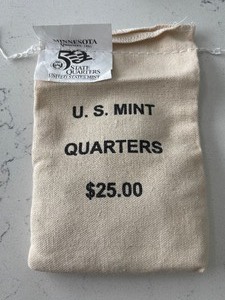 MINNESOTA
50
STATE
QUARTERS
UNITED STATES MINT
U. S. MINT
QUARTERS
$25.00